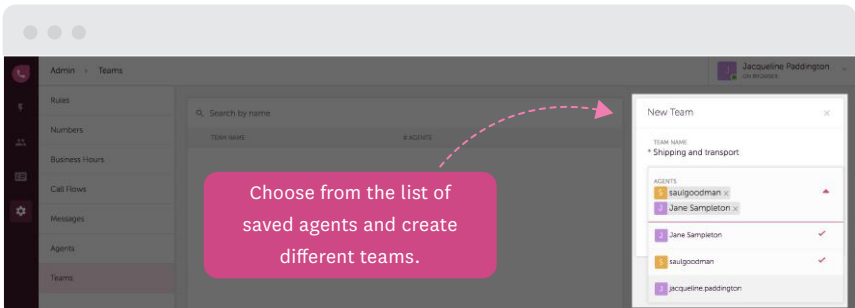 Admin › Teams
J
Jacqueline Paddington
ON BROWSER
Rules
Numbers
Business Hours
Call Flows
Messages
Agents
Teams
Search by name
TEAM NAME
# AGENTS
Choose from the list of
saved agents and create
different teams.
New Team ×
TEAM NAME
* Shipping and transport
AGENTS
S saulgoodman ×
J Jane Sampleton ×
J Jane Sampleton
S saulgoodman
J jacqueline.paddington